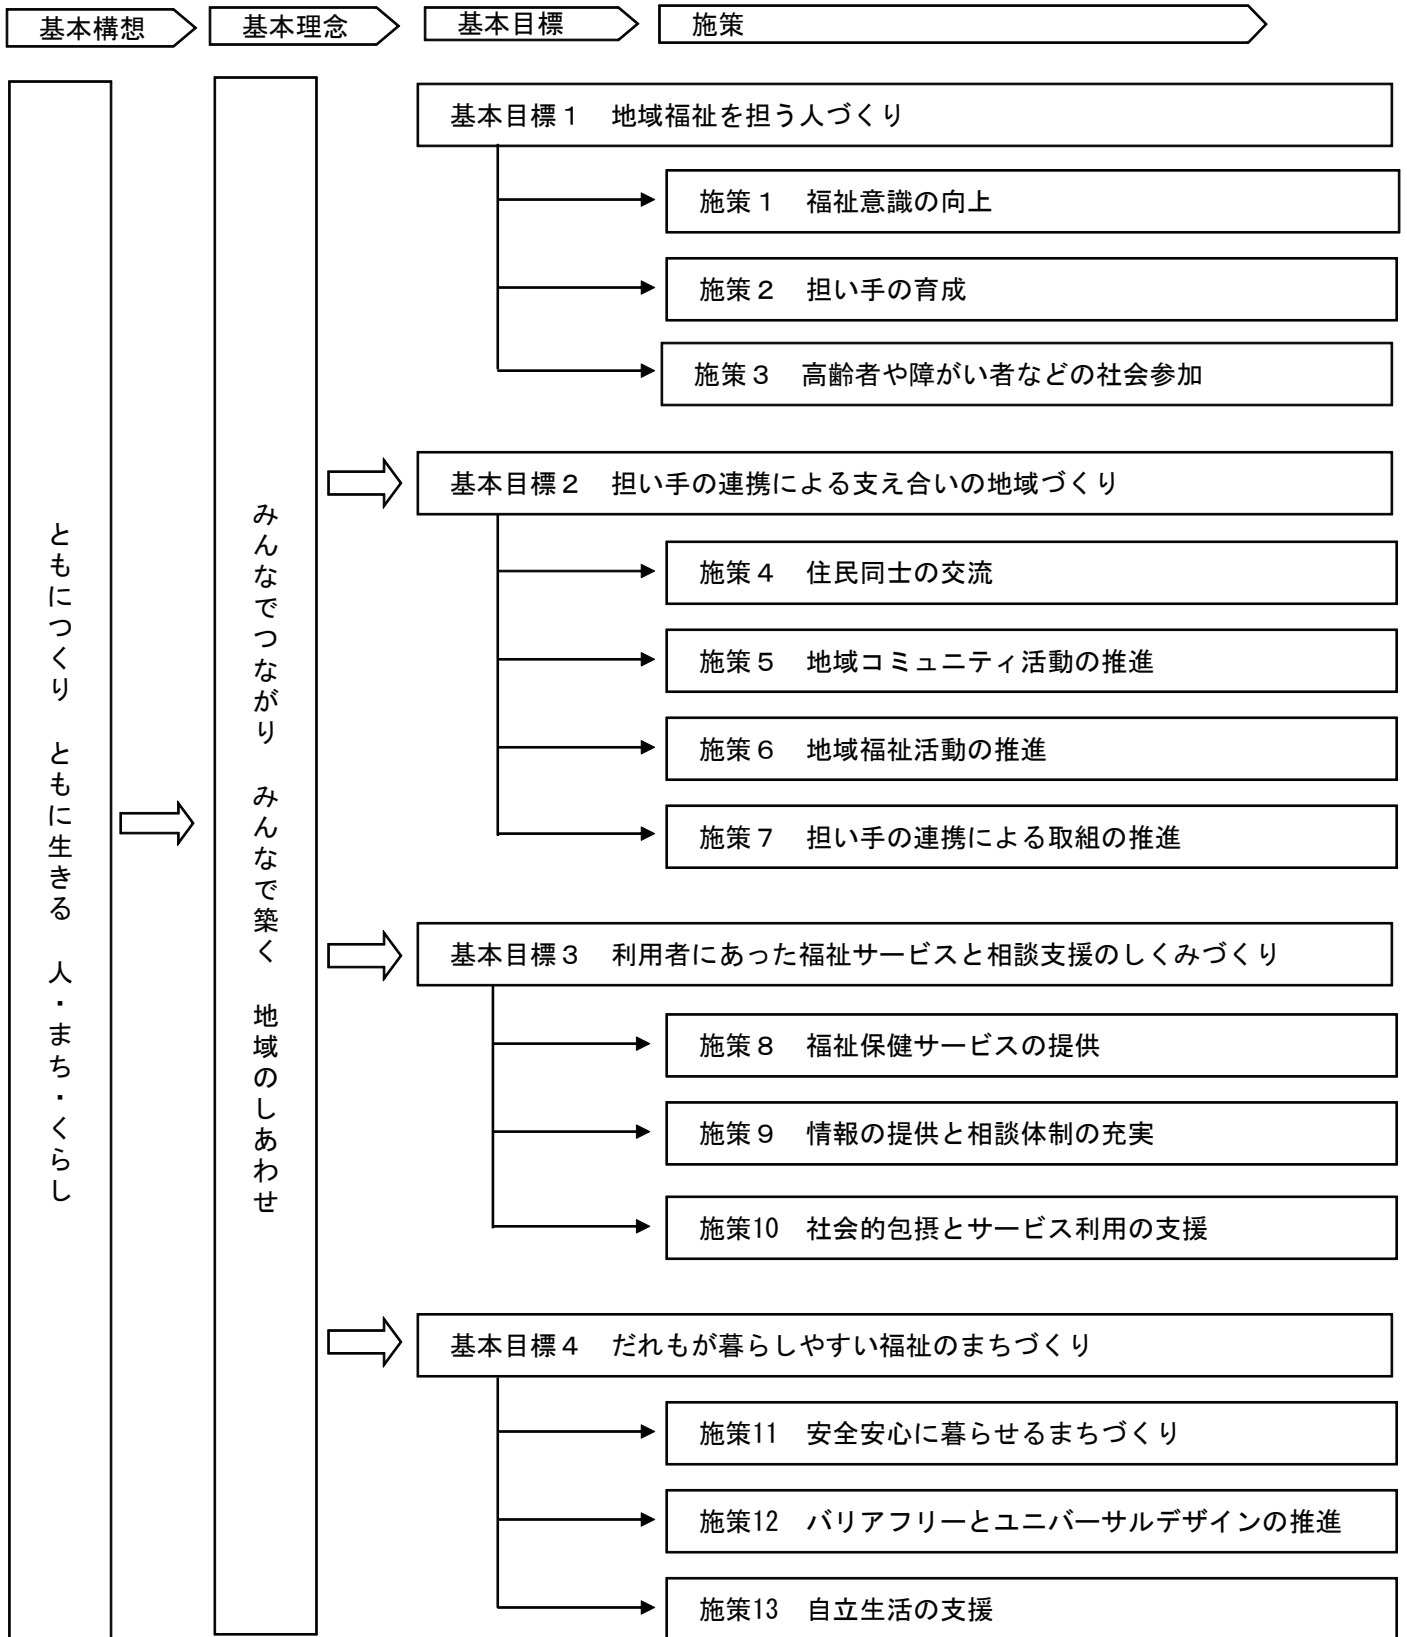 基本構想
基本理念
基本目標
施策
ともにつくり　ともに生きる　人・まち・くらし
みんなでつながり　みんなで築く　地域のしあわせ
基本目標１　地域福祉を担う人づくり
施策１　福祉意識の向上
施策２　担い手の育成
施策３　高齢者や障がい者などの社会参加
基本目標２　担い手の連携による支え合いの地域づくり
施策４　住民同士の交流
施策５　地域コミュニティ活動の推進
施策６　地域福祉活動の推進
施策７　担い手の連携による取組の推進
基本目標３　利用者にあった福祉サービスと相談支援のしくみづくり
施策８　福祉保健サービスの提供
施策９　情報の提供と相談体制の充実
施策10　社会的包摂とサービス利用の支援
基本目標４　だれもが暮らしやすい福祉のまちづくり
施策11　安全安心に暮らせるまちづくり
施策12　バリアフリーとユニバーサルデザインの推進
施策13　自立生活の支援